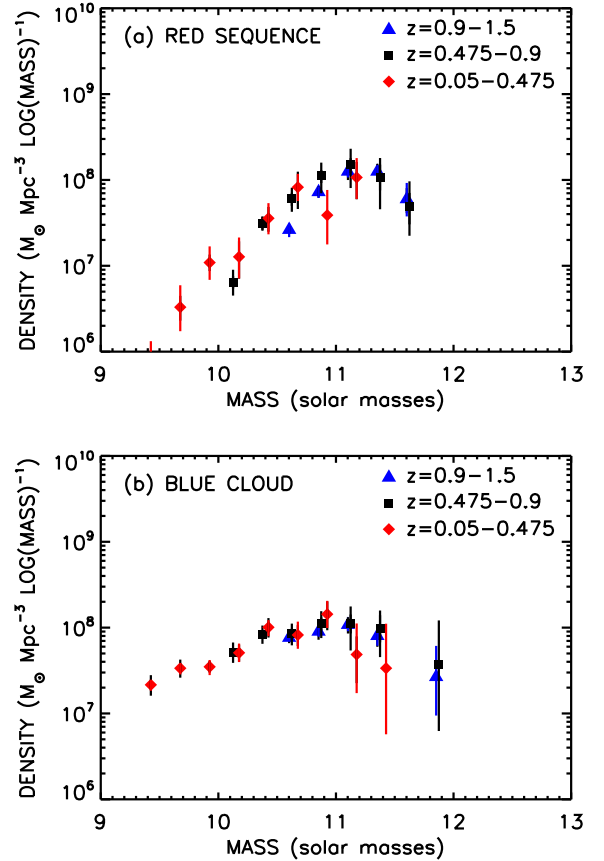 (a) RED SEQUENCE
z=0.9−1.5
z=0.475−0.9
z=0.05−0.475
10^10
10^9
10^8
10^7
10^6
DENSITY (M☉ Mpc^−3 LOG(MASS)^−1)
9 10 11 12 13
MASS (solar masses)
(b) BLUE CLOUD
z=0.9−1.5
z=0.475−0.9
z=0.05−0.475
10^10
10^9
10^8
10^7
10^6
DENSITY (M☉ Mpc^−3 LOG(MASS)^−1)
9 10 11 12 13
MASS (solar masses)